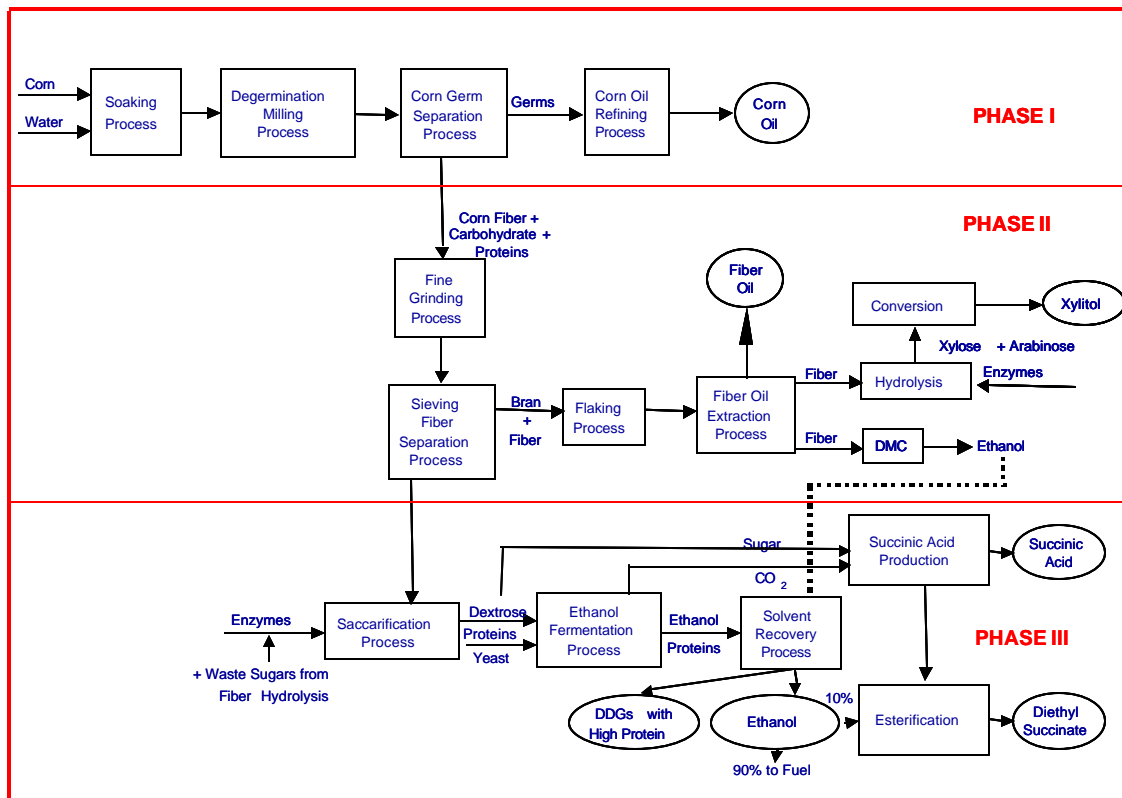 Corn
Water
Soaking
Process
Degermination
Milling
Process
Corn Germ
Separation
Process
Germs
Corn Oil
Refining
Process
Corn
Oil
PHASE I
PHASE II
Corn Fiber +
Carbohydrate +
Proteins
Fine
Grinding
Process
Fiber
Oil
Conversion
Xylitol
Xylose + Arabinose
Sieving
Fiber
Separation
Process
Bran
+
Fiber
Flaking
Process
Fiber Oil
Extraction
Process
Fiber
Hydrolysis
Enzymes
Fiber
DMC
Ethanol
Sugar
CO 2
Succinic Acid
Production
Succinic
Acid
Enzymes
+ Waste Sugars from
Fiber Hydrolysis
Saccarification
Process
Dextrose
Proteins
Yeast
Ethanol
Fermentation
Process
Ethanol
Proteins
Solvent
Recovery
Process
PHASE III
DDGs with
High Protein
Ethanol
10%
Esterification
Diethyl
Succinate
90% to Fuel